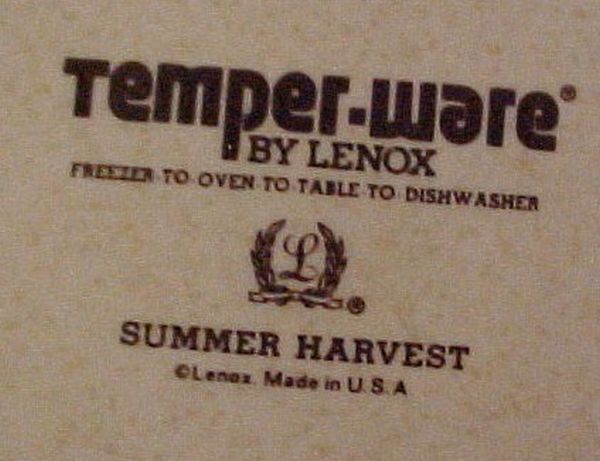 Temper-ware®
BY LENOX
FREEZER TO OVEN TO TABLE TO DISHWASHER
L ®
SUMMER HARVEST
©Lenox. Made in U.S.A